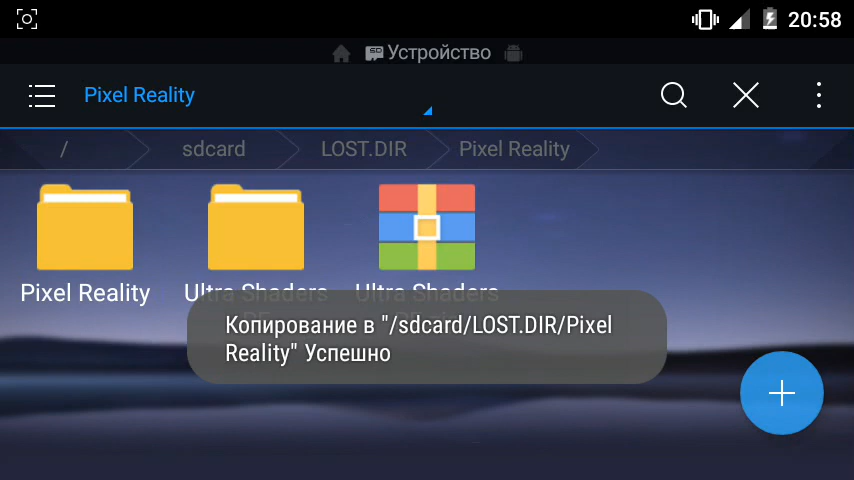 20:58
SD Устройство
Pixel Reality
/ sdcard LOST.DIR Pixel Reality
Pixel Reality Ultra Shaders Ultra Shaders
Копирование в "/sdcard/LOST.DIR/Pixel
Reality" Успешно